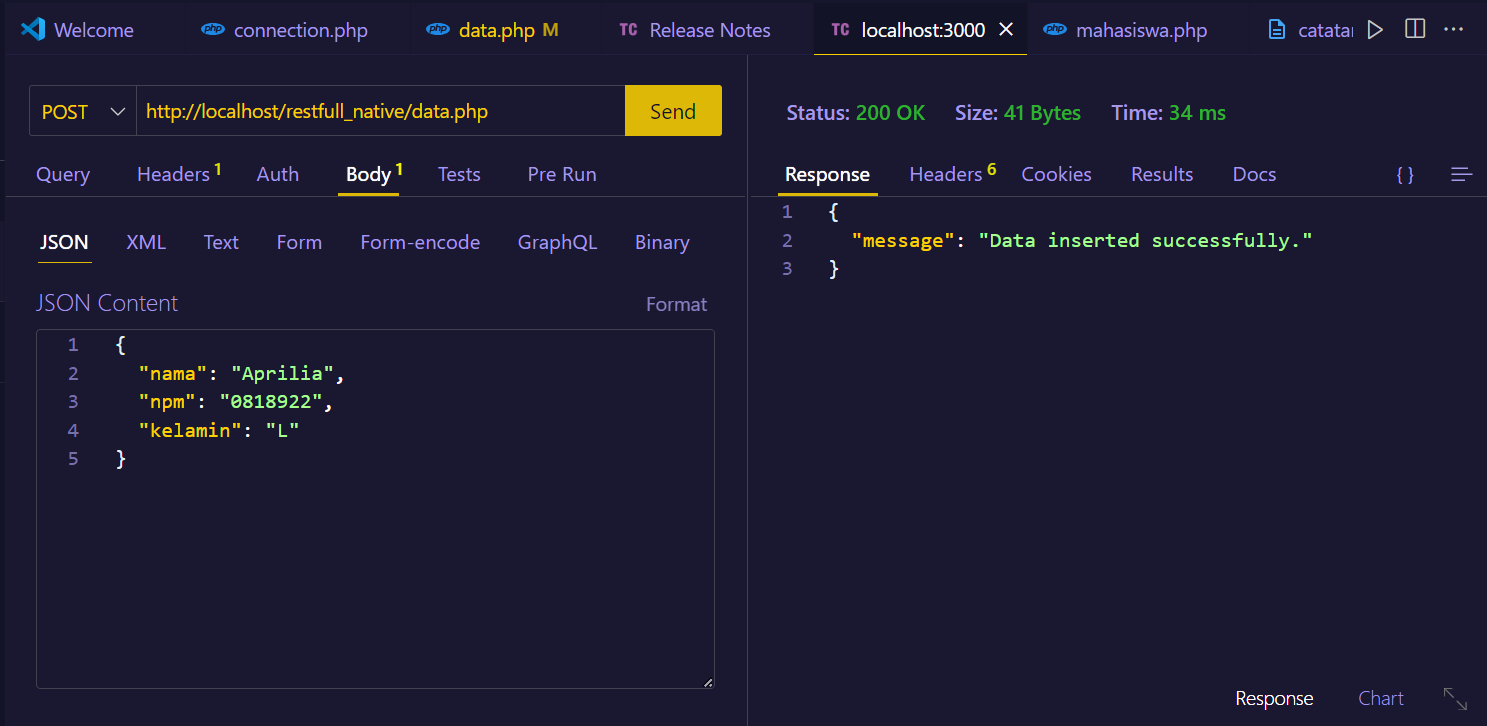 Welcome connection.php data.php M TC Release Notes TC localhost:3000 mahasiswa.php catatan
POST http://localhost/restfull_native/data.php Send
Status: 200 OK Size: 41 Bytes Time: 34 ms
Query Headers 1 Auth Body 1 Tests Pre Run
Response Headers 6 Cookies Results Docs { }
JSON XML Text Form Form-encode GraphQL Binary
JSON Content Format
1 {
2 "nama": "Aprilia",
3 "npm": "0818922",
4 "kelamin": "L"
5 }
1 {
2 "message": "Data inserted successfully."
3 }
Response Chart